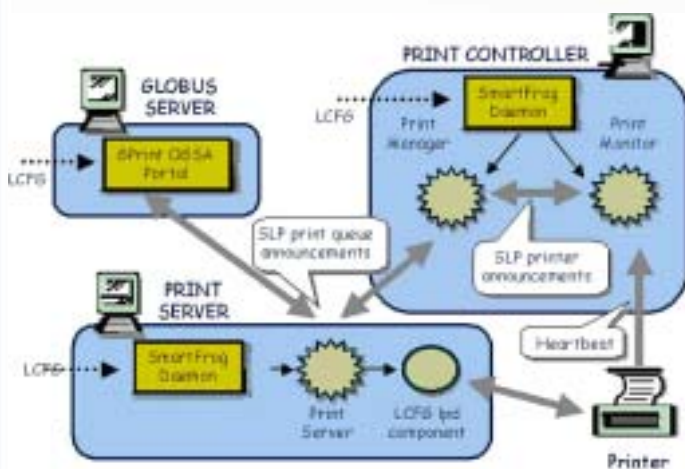 PRINT CONTROLLER
GLOBUS
SERVER
LCFG
SmartFrog
Daemon
Print
Manager
Print
Monitor
LCFG
GPrint OGSA
Portal
SLP print queue
announcements
SLP printer
announcements
PRINT
SERVER
Heartbeat
LCFG
SmartFrog
Daemon
Print
Server
LCFG lpd
component
Printer